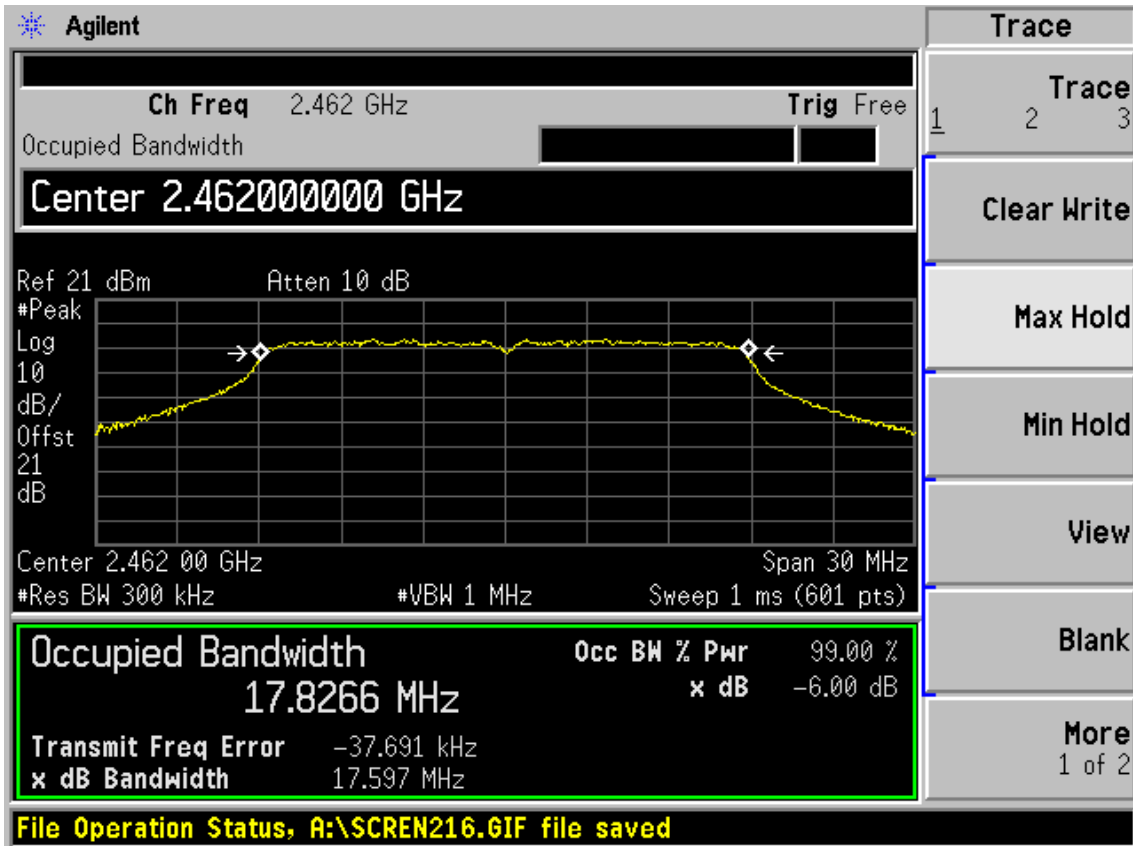 Agilent
Trace
Ch Freq 2.462 GHz Trig Free
Occupied Bandwidth
Center 2.462000000 GHz
Ref 21 dBm Atten 10 dB
#Peak
Log
10
dB/
Offst
21
dB
Center 2.462 00 GHz Span 30 MHz
#Res BW 300 kHz #VBW 1 MHz Sweep 1 ms (601 pts)
Occupied Bandwidth
17.8266 MHz
Occ BW % Pwr 99.00 %
x dB -6.00 dB
Transmit Freq Error -37.691 kHz
x dB Bandwidth 17.597 MHz
File Operation Status, A:\SCREN216.GIF file saved
Trace
1 2 3
Clear Write
Max Hold
Min Hold
View
Blank
More
1 of 2